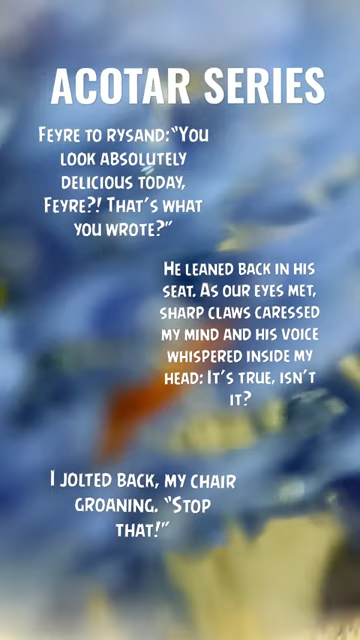 ACOTAR SERIES
FEYRE TO RYSAND:"YOU
LOOK ABSOLUTELY
DELICIOUS TODAY,
FEYRE?! THAT'S WHAT
YOU WROTE?"
HE LEANED BACK IN HIS
SEAT. AS OUR EYES MET,
SHARP CLAWS CARESSED
MY MIND AND HIS VOICE
WHISPERED INSIDE MY
HEAD: IT'S TRUE, ISN'T
IT?
I JOLTED BACK, MY CHAIR
GROANING. "STOP
THAT!"